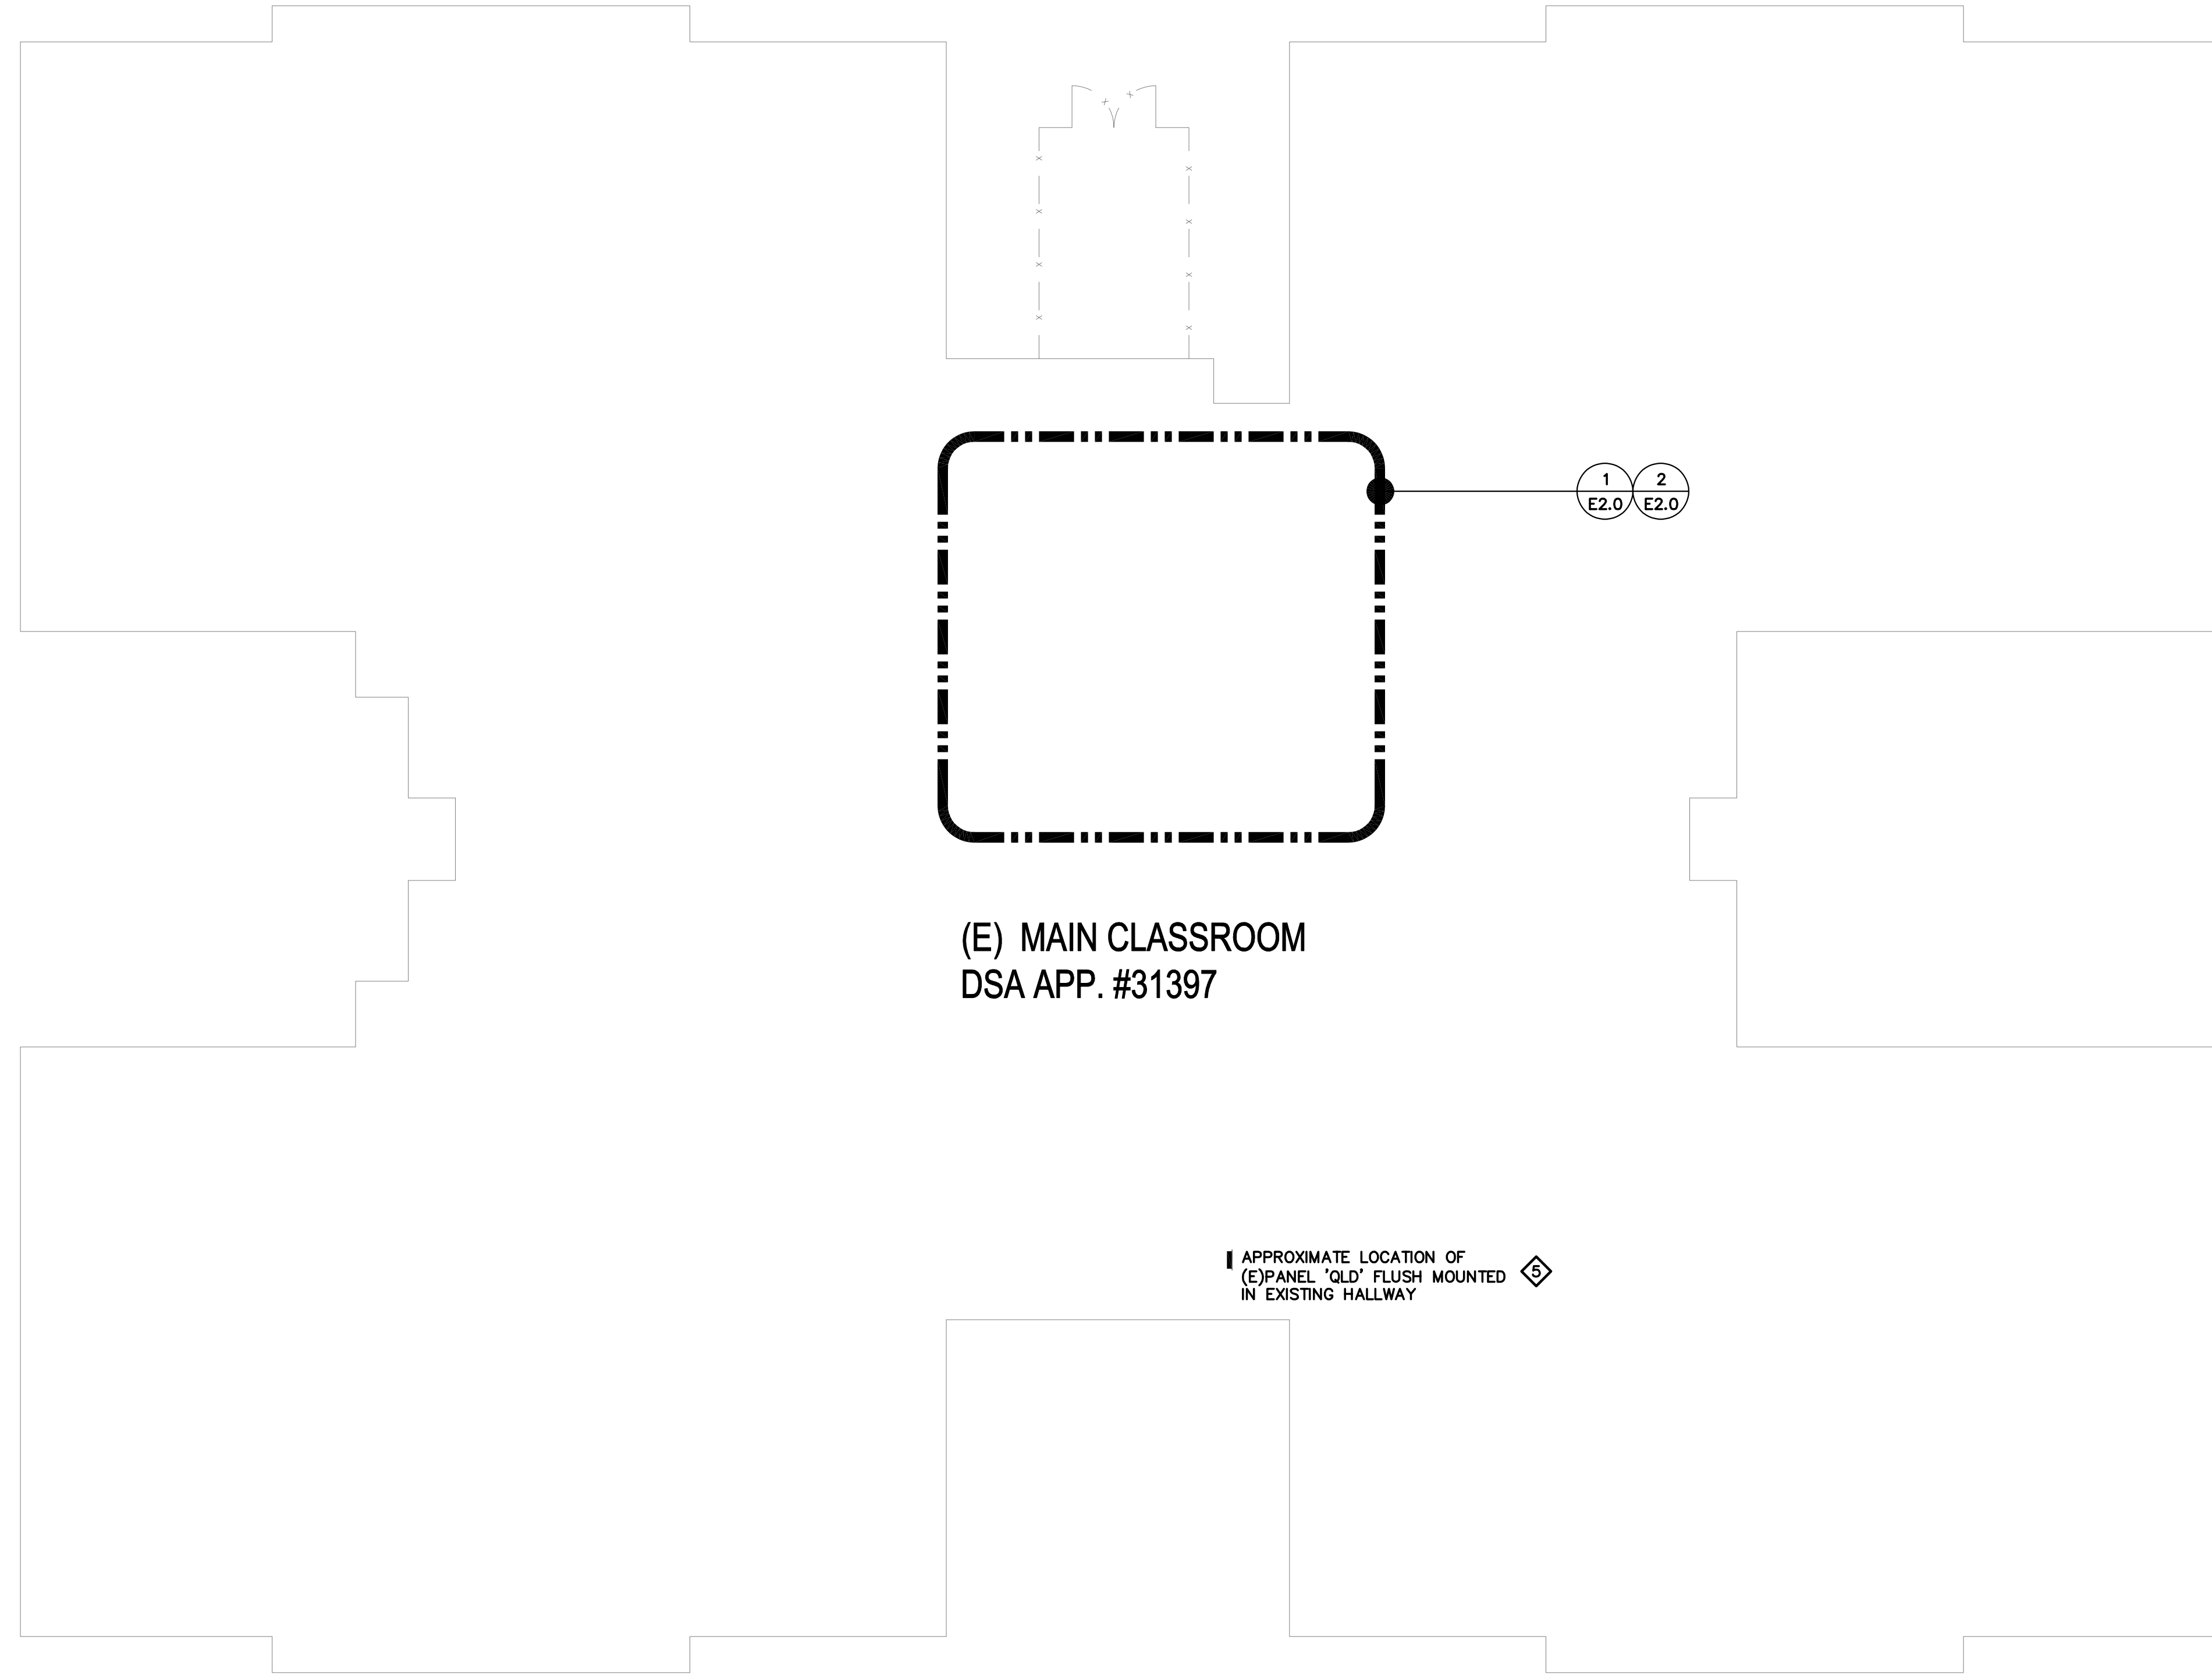 1 2
E2.0 E2.0
(E) MAIN CLASSROOM
DSA APP. #31397
APPROXIMATE LOCATION OF
(E)PANEL 'QLD' FLUSH MOUNTED
IN EXISTING HALLWAY
5